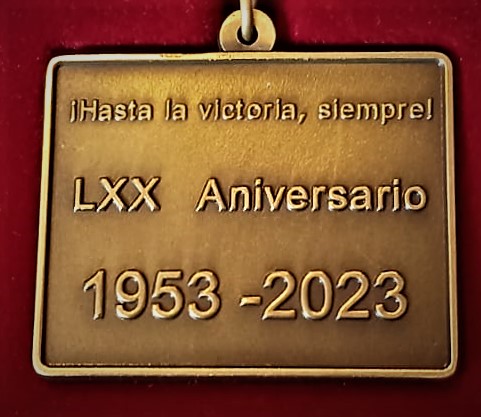 ¡Hasta la victoria, siempre!
LXX Aniversario
1953 -2023